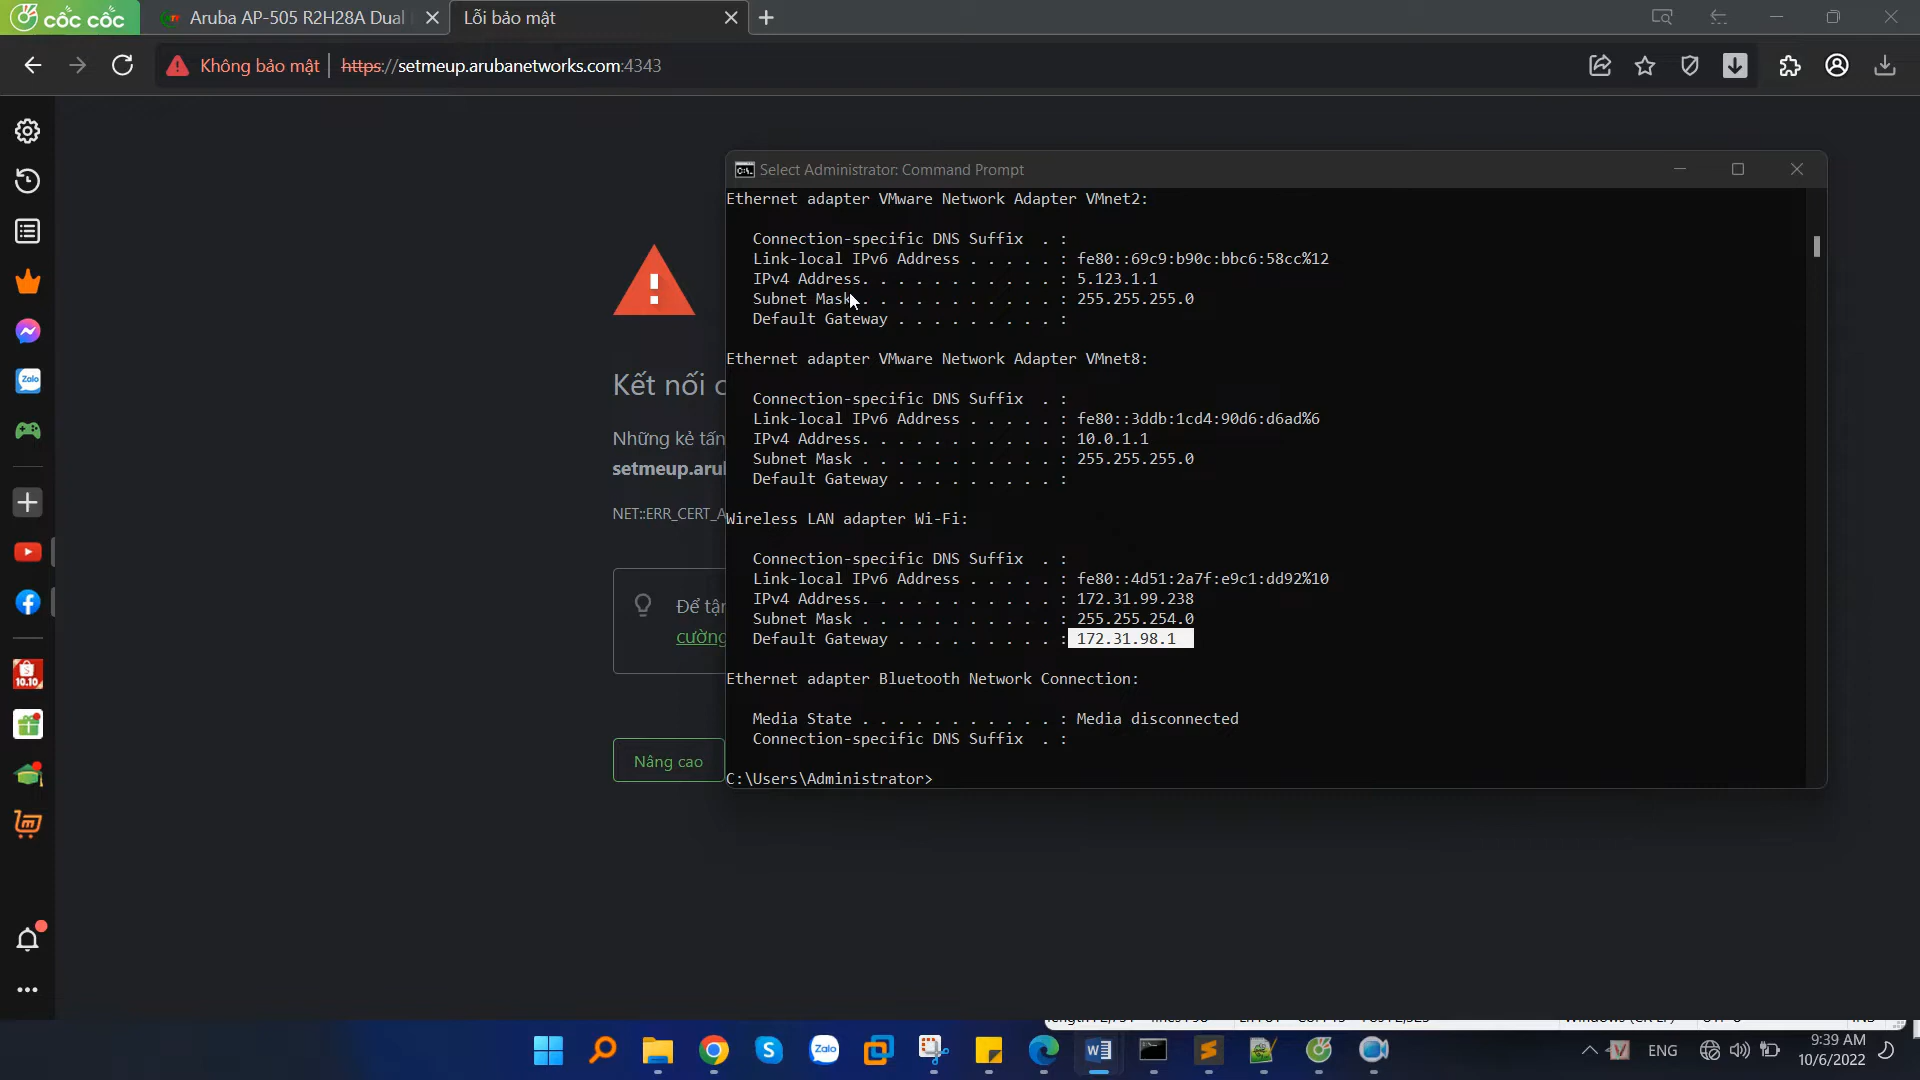 cốc cốc
Aruba AP-505 R2H28A Dual
Lỗi bảo mật
Không bảo mật
https://setmeup.arubanetworks.com:4343
Select Administrator: Command Prompt
Ethernet adapter VMware Network Adapter VMnet2:
Connection-specific DNS Suffix . :
Link-local IPv6 Address . . . . . : fe80::69c9:b90c:bbc6:58cc%12
IPv4 Address. . . . . . . . . . . : 5.123.1.1
Subnet Mask . . . . . . . . . . . : 255.255.255.0
Default Gateway . . . . . . . . . :
Ethernet adapter VMware Network Adapter VMnet8:
Connection-specific DNS Suffix . :
Link-local IPv6 Address . . . . . : fe80::3ddb:1cd4:90d6:d6ad%6
IPv4 Address. . . . . . . . . . . : 10.0.1.1
Subnet Mask . . . . . . . . . . . : 255.255.255.0
Default Gateway . . . . . . . . . :
Wireless LAN adapter Wi-Fi:
Connection-specific DNS Suffix . :
Link-local IPv6 Address . . . . . : fe80::4d51:2a7f:e9c1:dd92%10
IPv4 Address. . . . . . . . . . . : 172.31.99.238
Subnet Mask . . . . . . . . . . . : 255.255.254.0
Default Gateway . . . . . . . . . : 172.31.98.1
Ethernet adapter Bluetooth Network Connection:
Media State . . . . . . . . . . . : Media disconnected
Connection-specific DNS Suffix . :
C:\Users\Administrator>
Kết nối
Những kẻ tấn
setmeup.aru
NET::ERR_CERT_A
Để tận
cường
Nâng cao
Zalo
10.10
Zalo
ENG
9:39 AM
10/6/2022